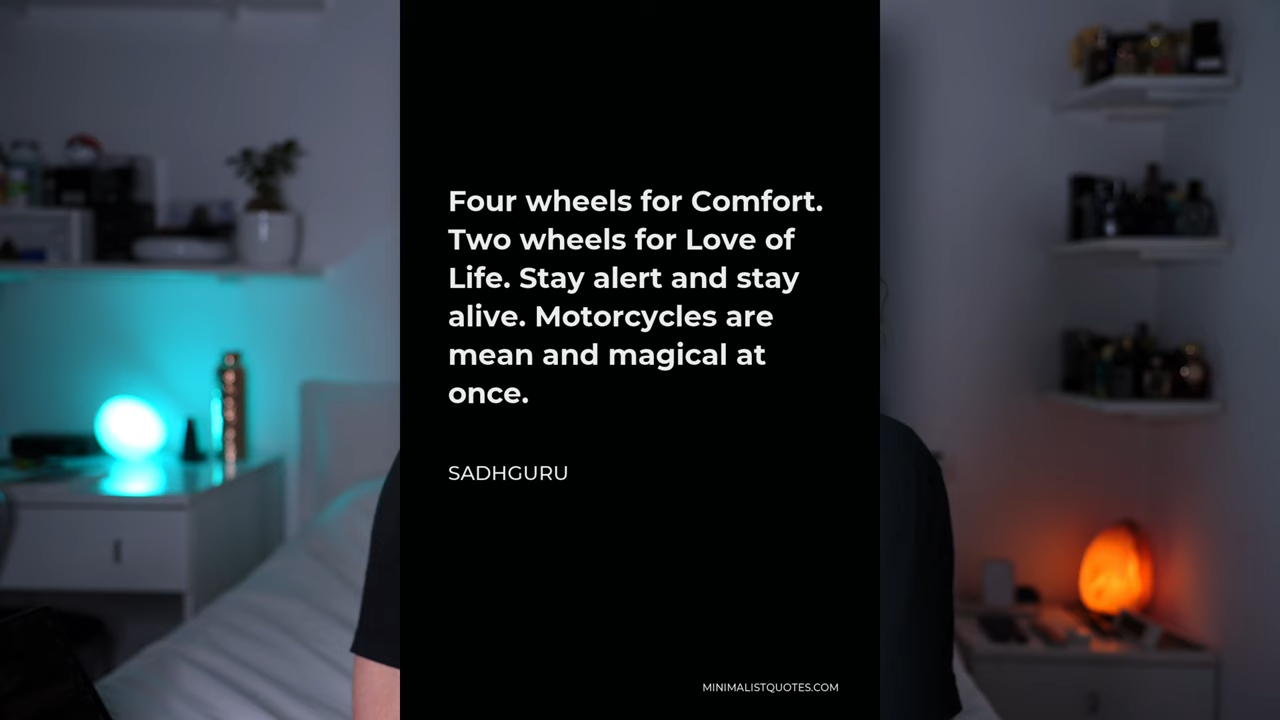 Four wheels for Comfort.
Two wheels for Love of
Life. Stay alert and stay
alive. Motorcycles are
mean and magical at
once.
SADHGURU
MINIMALISTQUOTES.COM